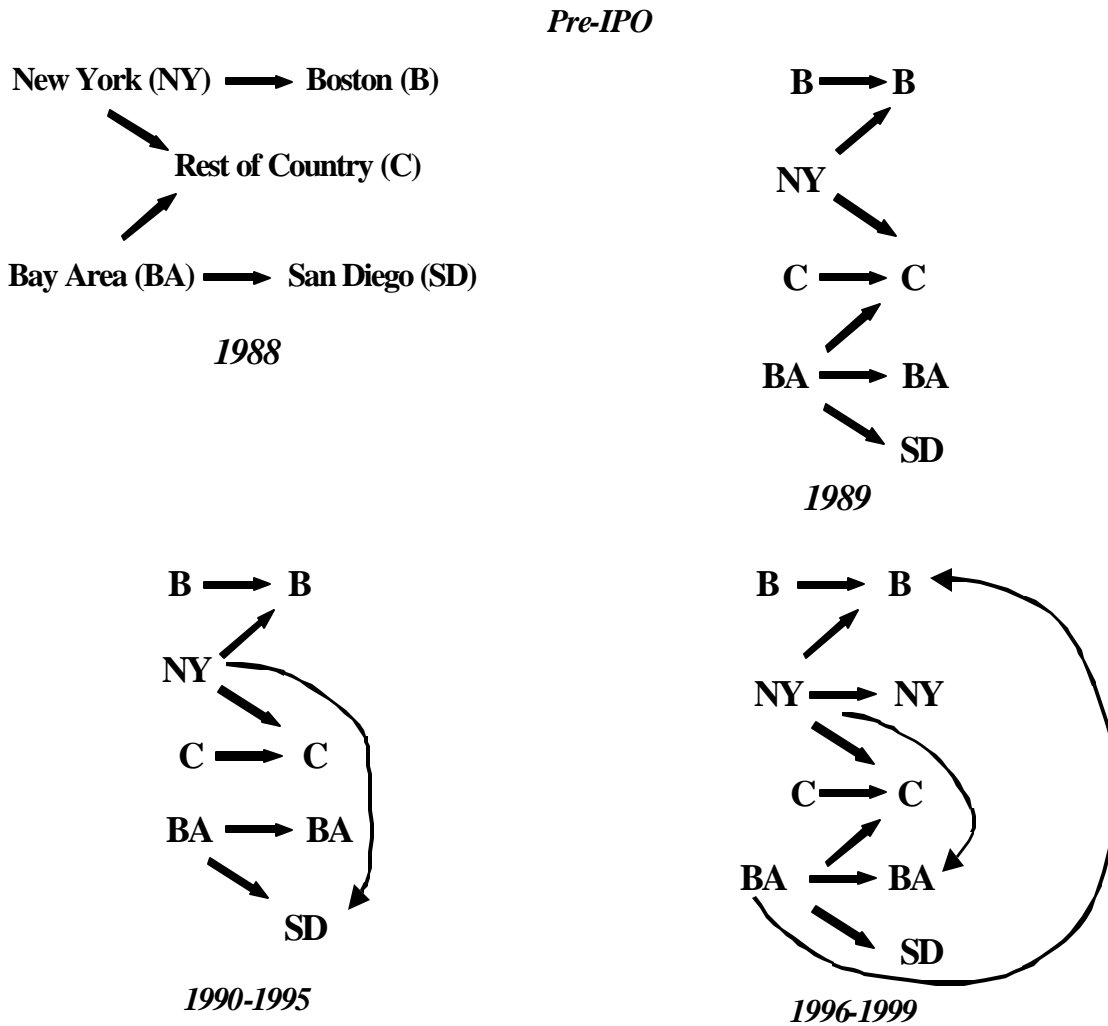 Pre-IPO
New York (NY) Boston (B)
Rest of Country (C)
Bay Area (BA) San Diego (SD)
1988
B B
NY
C C
BA BA
SD
1989
B B
NY
C C
BA BA
SD
1990-1995
B B
NY NY
C C
BA BA
SD
1996-1999